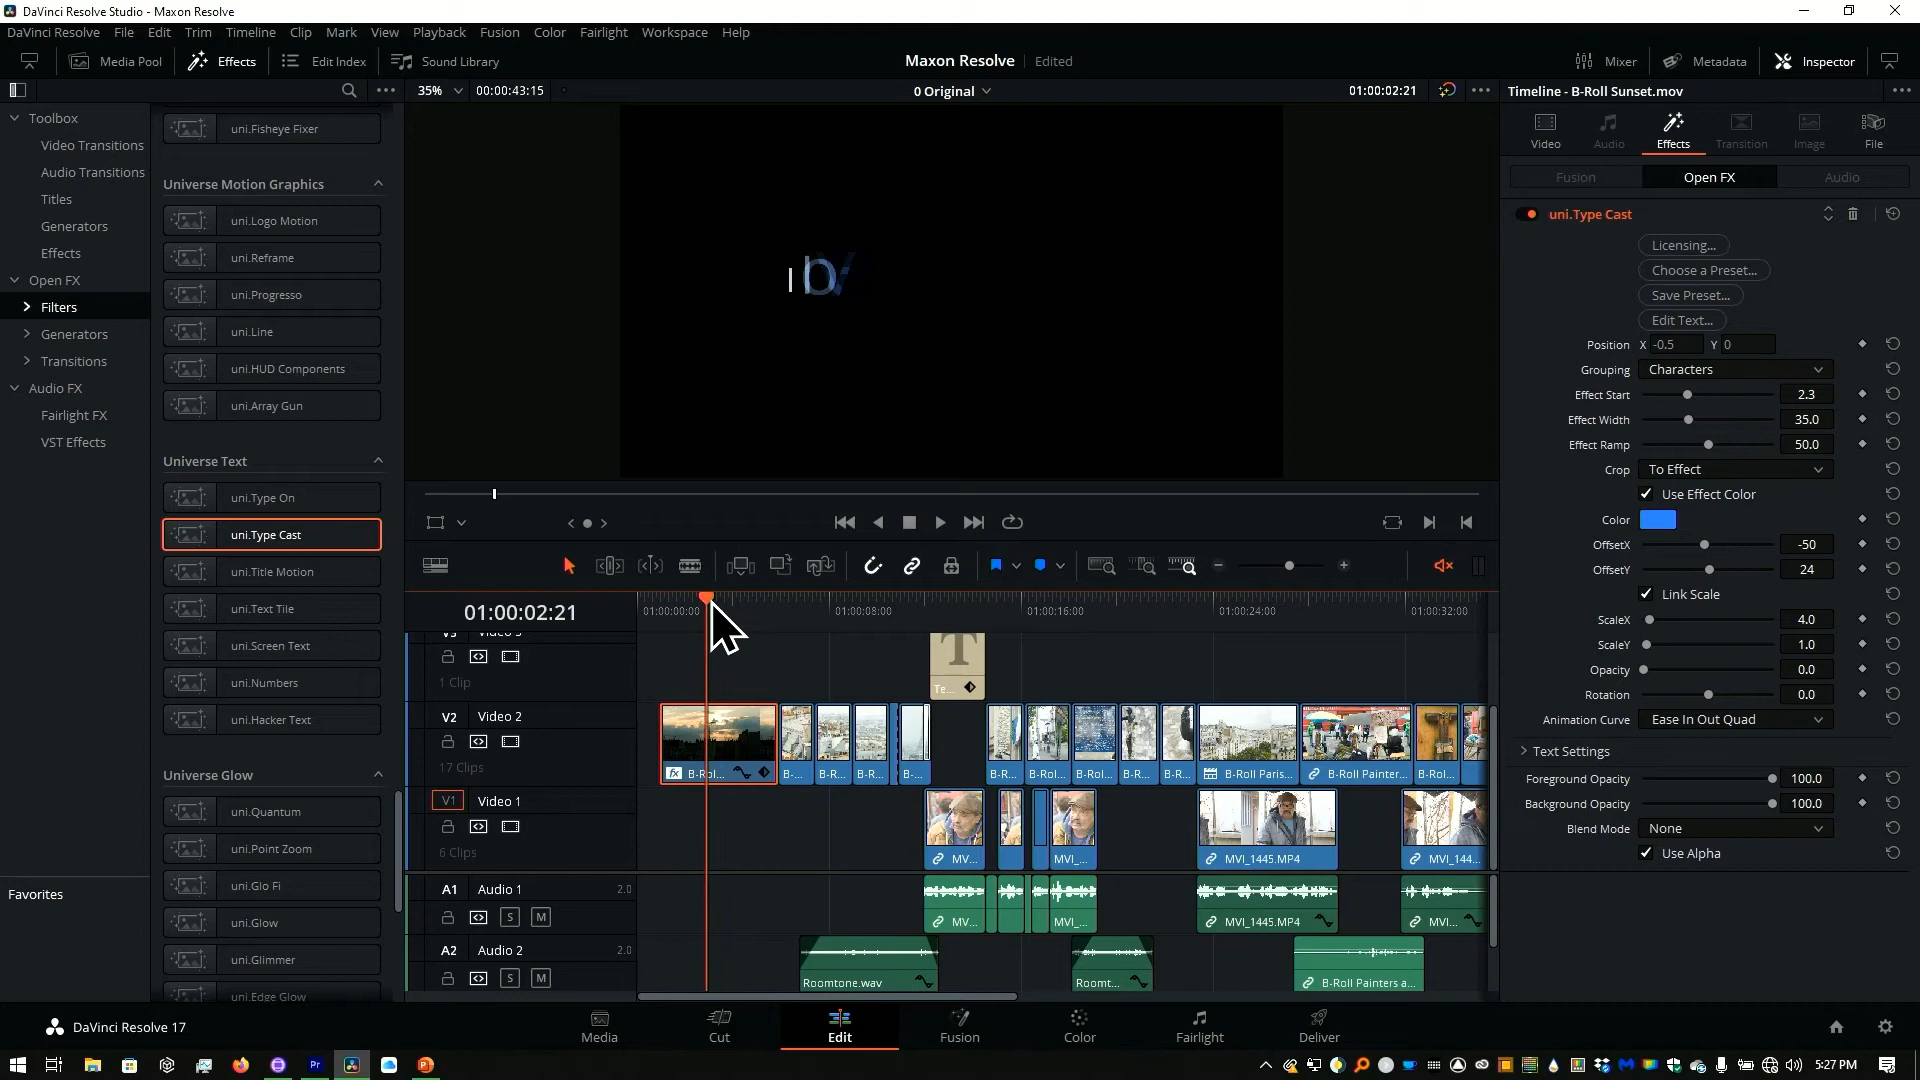 DaVinci Resolve Studio - Maxon Resolve
DaVinci Resolve File Edit Trim Timeline Clip Mark View Playback Fusion Color Fairlight Workspace Help
Media Pool Effects Edit Index Sound Library
Maxon Resolve Edited
Mixer Metadata Inspector
35% 00:00:43:15 0 Original 01:00:02:21
Timeline - B-Roll Sunset.mov
Toolbox
Video Transitions
Audio Transitions
Titles
Generators
Effects
Open FX
Filters
Generators
Transitions
Audio FX
Fairlight FX
VST Effects
Favorites
uni.Fisheye Fixer
Universe Motion Graphics
uni.Logo Motion
uni.Reframe
uni.Progresso
uni.Line
uni.HUD Components
uni.Array Gun
Universe Text
uni.Type On
uni.Type Cast
uni.Title Motion
uni.Text Tile
uni.Screen Text
uni.Numbers
uni.Hacker Text
Universe Glow
uni.Quantum
uni.Point Zoom
uni.Glo Fi
uni.Glow
uni.Glimmer
uni.Edge Glow
Video Audio Effects Transition Image File
Fusion Open FX Audio
uni.Type Cast
Licensing...
Choose a Preset...
Save Preset...
Edit Text...
Position X -0.5 Y 0
Grouping Characters
Effect Start 2.3
Effect Width 35.0
Effect Ramp 50.0
Crop To Effect
Use Effect Color
Color
OffsetX -50
OffsetY 24
Link Scale
ScaleX 4.0
ScaleY 1.0
Opacity 0.0
Rotation 0.0
Animation Curve Ease In Out Quad
Text Settings
Foreground Opacity 100.0
Background Opacity 100.0
Blend Mode None
Use Alpha
01:00:02:21
01:00:00:00 01:00:08:00 01:00:16:00 01:00:24:00 01:00:32:00
1 Clip
T
Te...
V2 Video 2
17 Clips
fx B-Rol... B-... B-R... B-R... B-... B-R... B-Rol... B-Rol... B-R... B-R... B-Roll Paris... B-Roll Painter... B-Rol...
V1 Video 1
6 Clips
MV... MVI_... MVI_1445.MP4 MVI_144...
A1 Audio 1 2.0
S M
MV... MVI_... MVI_1445.MP4 MVI...
A2 Audio 2 2.0
S M
Roomtone.wav Roomt... B-Roll Painters a...
DaVinci Resolve 17
Media Cut Edit Fusion Color Fairlight Deliver
Pr
5:27 PM